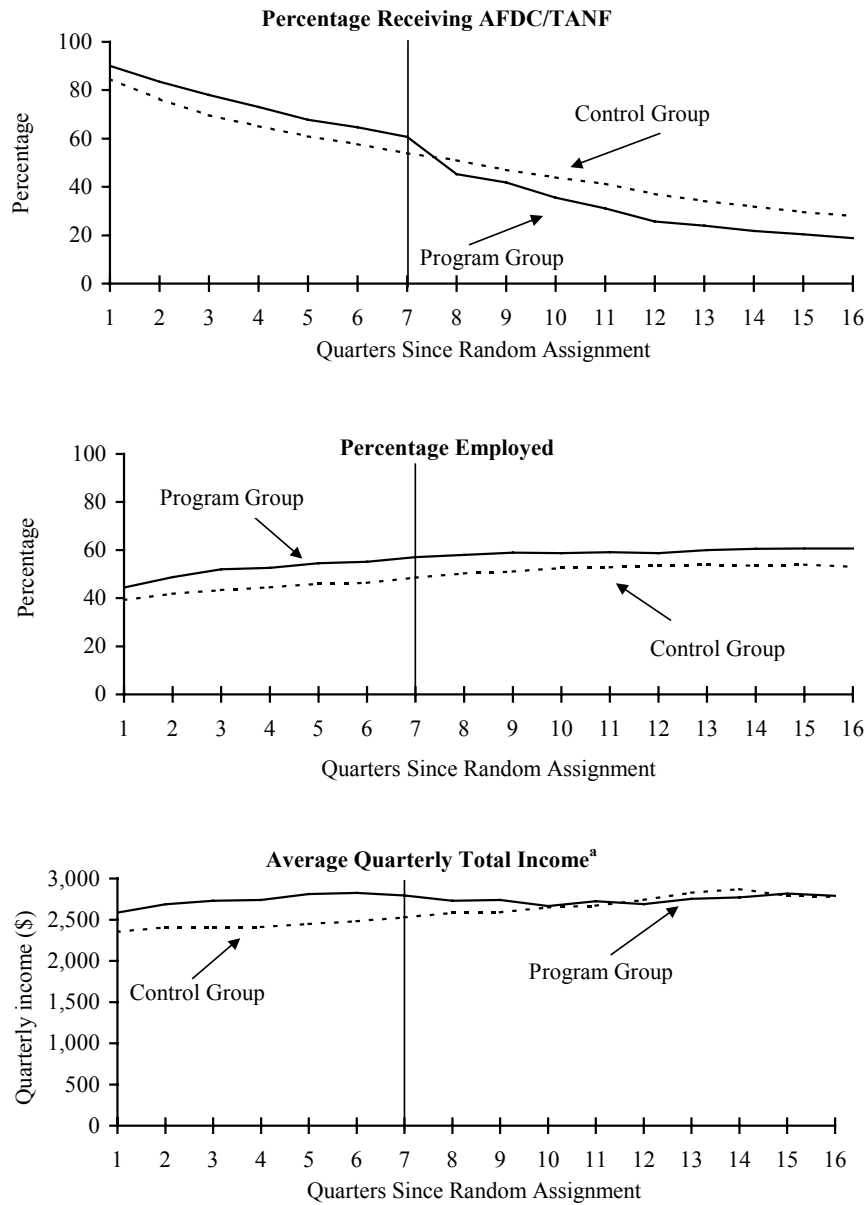 Percentage Receiving AFDC/TANF
100
80
60
40
20
0
Percentage
Control Group
Program Group
1 2 3 4 5 6 7 8 9 10 11 12 13 14 15 16
Quarters Since Random Assignment
Percentage Employed
100
80
60
40
20
0
Percentage
Program Group
Control Group
1 2 3 4 5 6 7 8 9 10 11 12 13 14 15 16
Quarters Since Random Assignment
Average Quarterly Total Incomeᵃ
3,000
2,500
2,000
1,500
1,000
500
0
Quarterly income ($)
Control Group
Program Group
1 2 3 4 5 6 7 8 9 10 11 12 13 14 15 16
Quarters Since Random Assignment